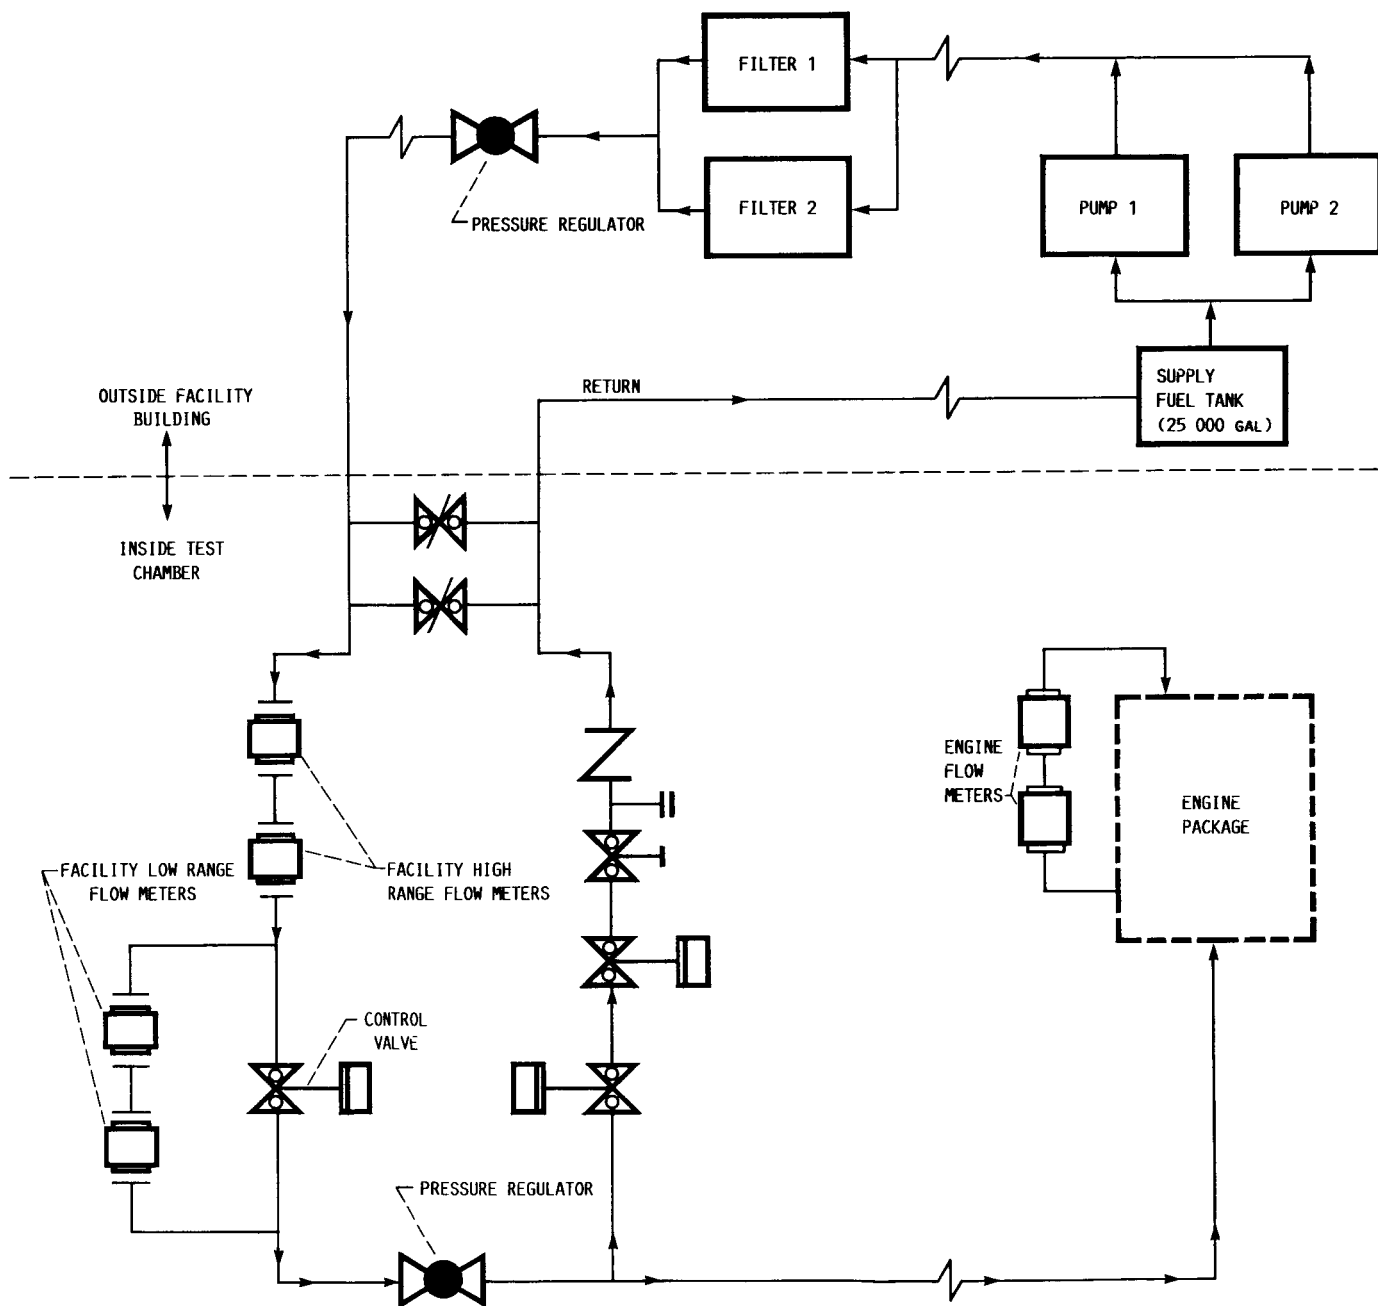 FILTER 1
FILTER 2
PRESSURE REGULATOR
PUMP 1
PUMP 2
SUPPLY
FUEL TANK
(25 000 GAL)
RETURN
OUTSIDE FACILITY
BUILDING
INSIDE TEST
CHAMBER
ENGINE
FLOW
METERS
ENGINE
PACKAGE
FACILITY LOW RANGE
FLOW METERS
FACILITY HIGH
RANGE FLOW METERS
CONTROL
VALVE
PRESSURE REGULATOR